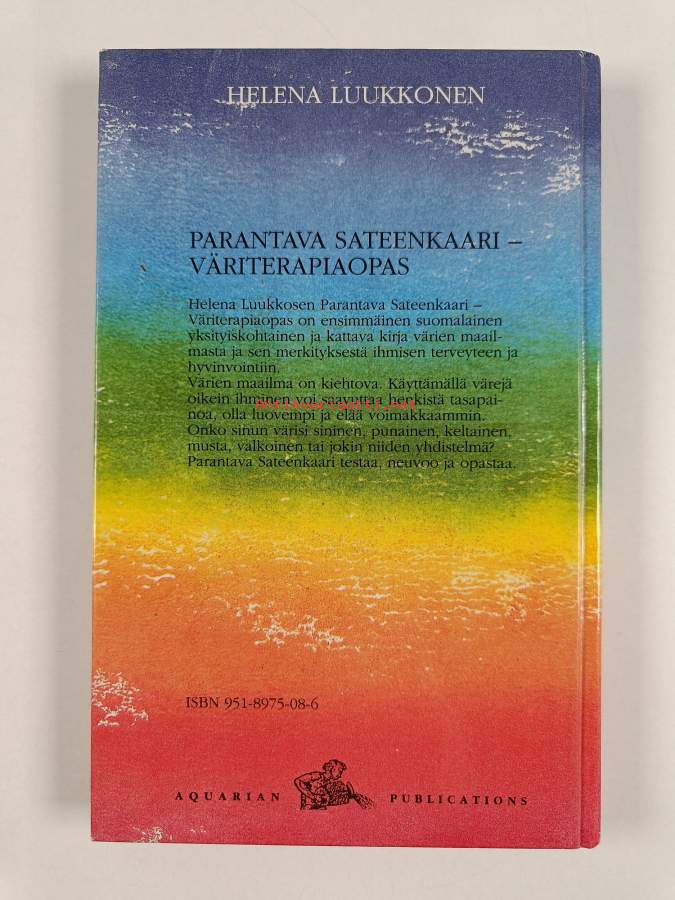 HELENA LUUKKONEN
PARANTAVA SATEENKAARI –
VÄRITERAPIAOPAS
Helena Luukkosen Parantava Sateenkaari –
Väriterapiaopas on ensimmäinen suomalainen
yksityiskohtainen ja kattava kirja värien maail-
masta ja sen merkityksestä ihmisen terveyteen ja
hyvinvointiin.
Värien maailma on kiehtova. Käyttämällä värejä
oikein ihminen voi saavuttaa henkistä tasapai-
antikvariaatti.net
noa, olla luovempi ja elää voimakkaammin.
Onko sinun värisi sininen, punainen, keltainen,
musta, valkoinen tai jokin niiden yhdistelmä?
Parantava Sateenkaari testaa, neuvoo ja opastaa.
ISBN 951-8975-08-6
AQUARIAN PUBLICATIONS